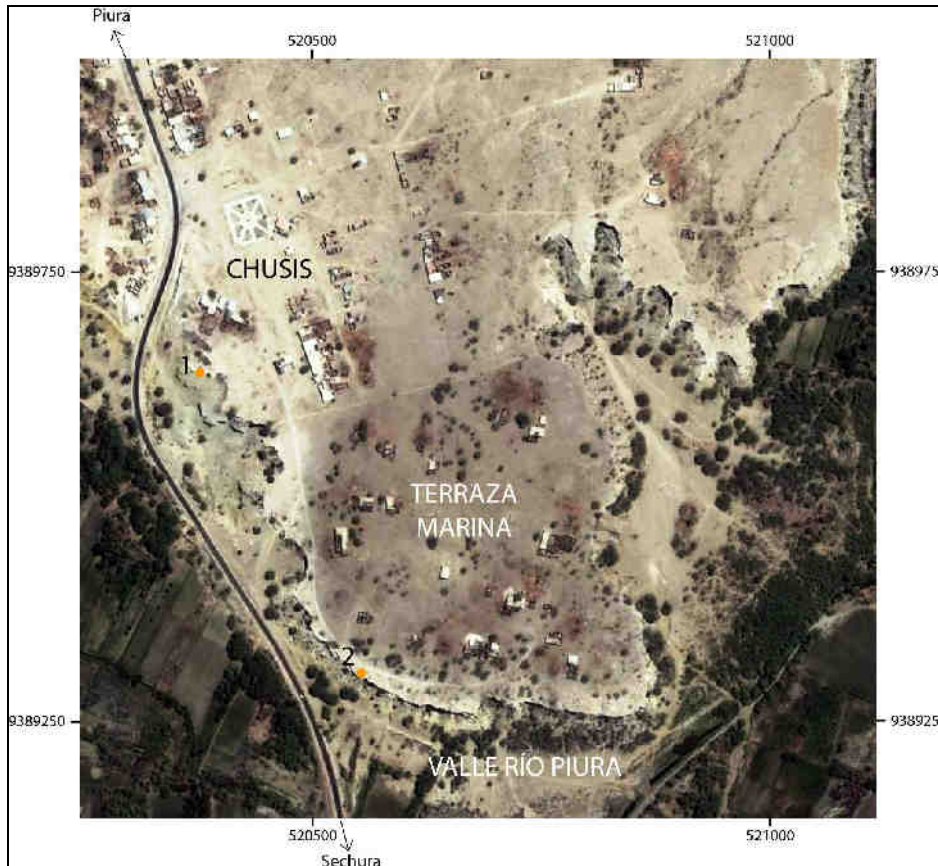 Piura
520500 521000
CHUSIS
9389750 938975
1
TERRAZA
MARINA
2
9389250 938925
VALLE RÍO PIURA
520500 521000
Sechura